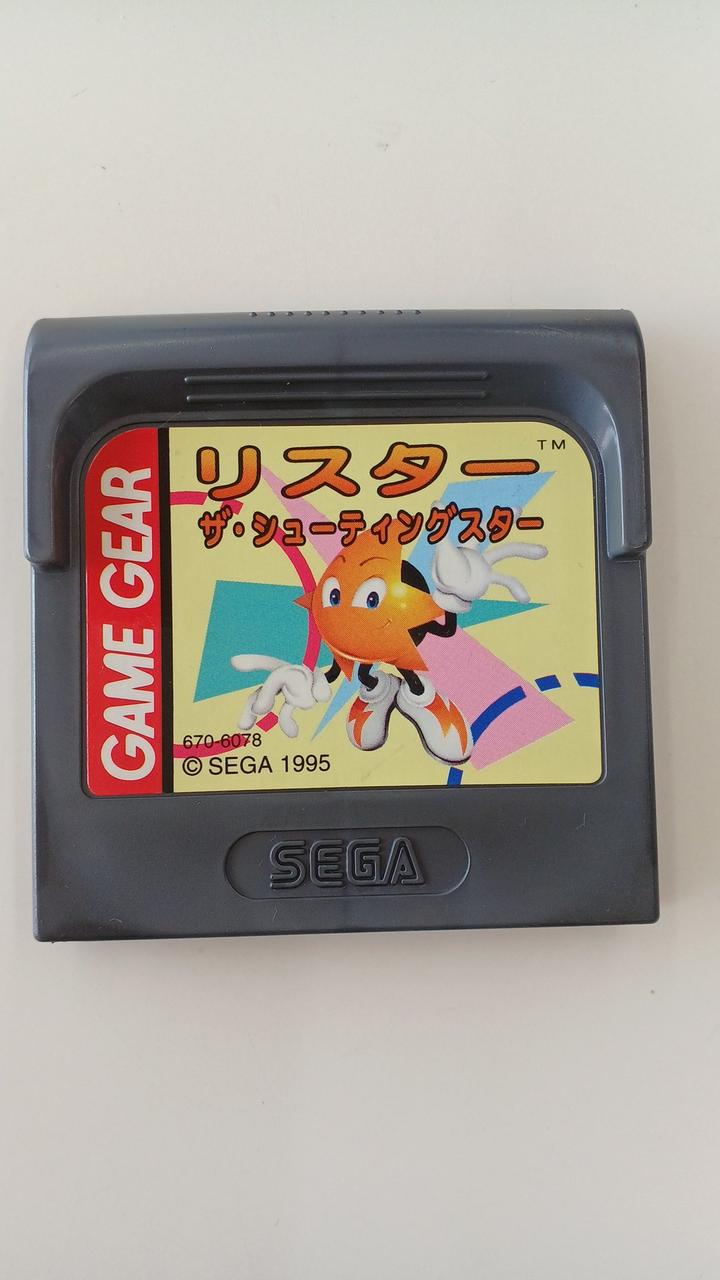 リスター
TM
ザ・シューティングスター
GAME GEAR
670-6078
© SEGA 1995
SEGA